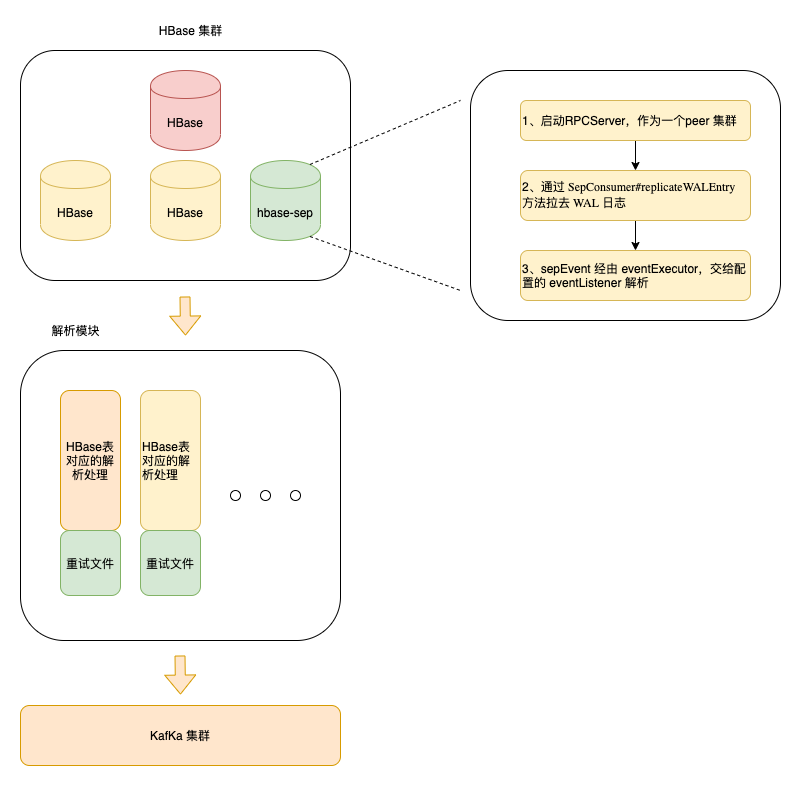 HBase 集群
HBase
HBase
HBase
hbase-sep
1、启动RPCServer，作为一个peer 集群
2、通过 SepConsumer#replicateWALEntry
方法拉去 WAL 日志
3、sepEvent 经由 eventExecutor，交给配
置的 eventListener 解析
解析模块
HBase表
对应的解
析处理
HBase表
对应的解
析处理
重试文件
重试文件
KafKa 集群